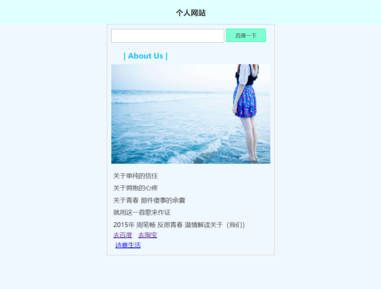 个人网站
百度一下
| About Us |
关于单纯的信任
关于拥抱的心疼
关于青春 那件傻事的余震
就用这一首歌来作证
2015年 周笔畅 反思青春 温情解读关于《我们》
去百度 去淘宝
诗意生活